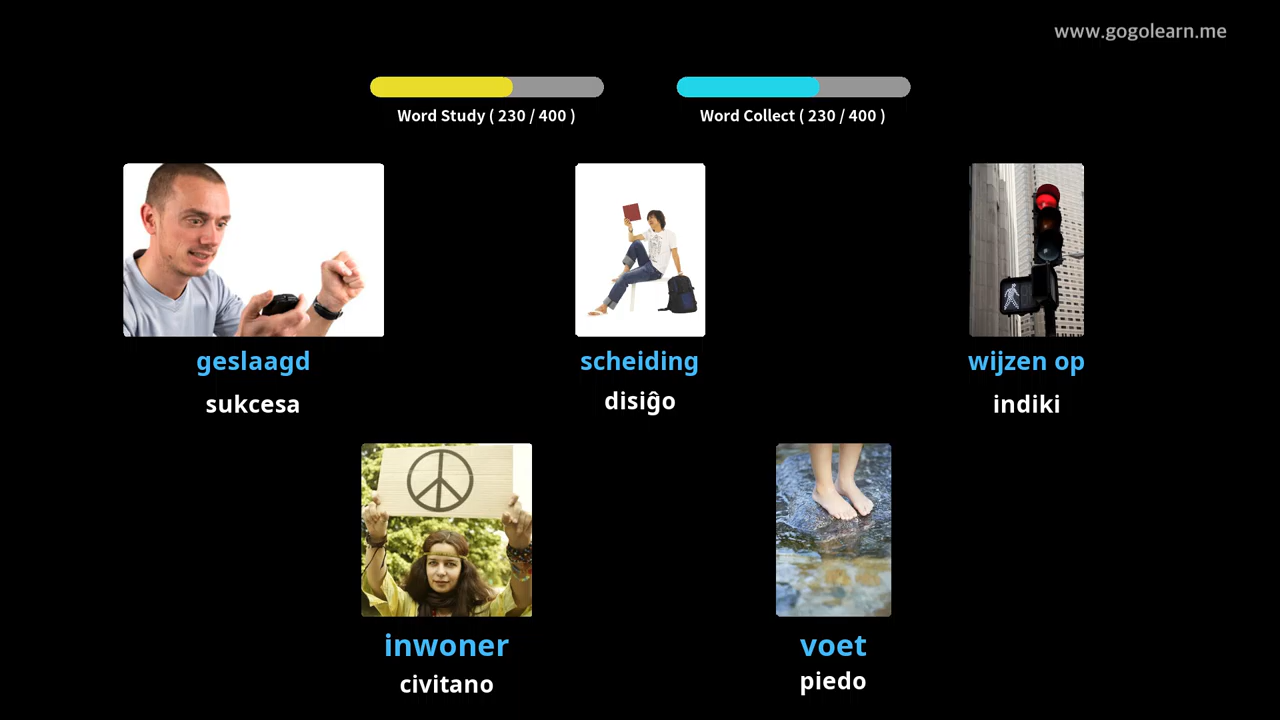 www.gogolearn.me
Word Study ( 230 / 400 )
Word Collect ( 230 / 400 )
geslaagd
sukcesa
scheiding
disiĝo
wijzen op
indiki
inwoner
civitano
voet
piedo